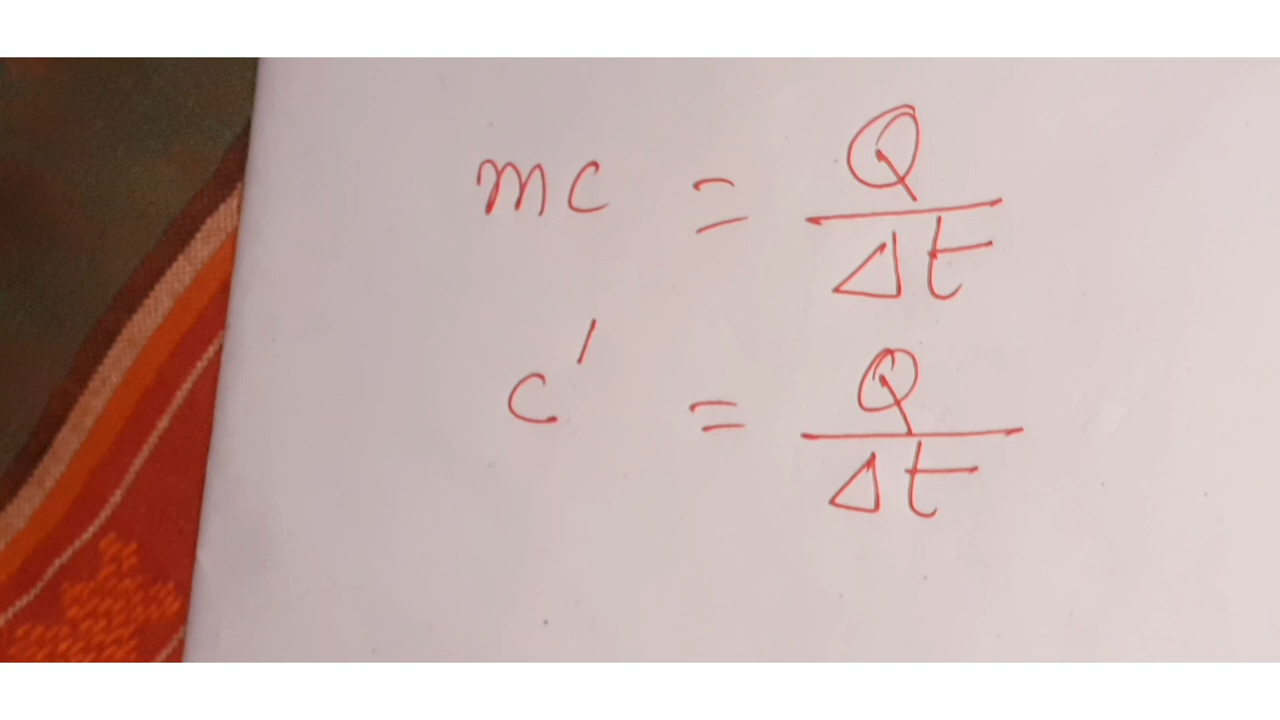 mc = Q/Δt
c' = Q/Δt